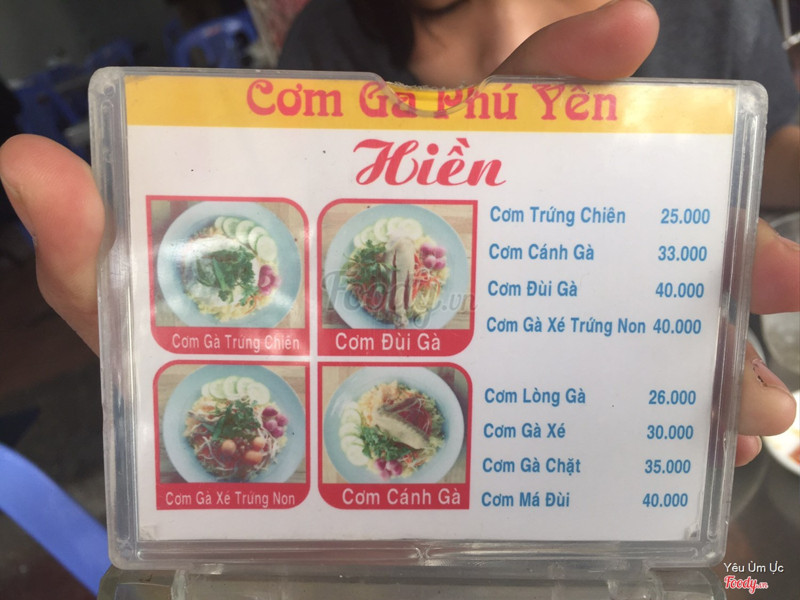 Cơm Gà Phú Yên
Hiền
Cơm Gà Trứng Chiên
Cơm Đùi Gà
Cơm Gà Xé Trứng Non
Cơm Cánh Gà
Cơm Trứng Chiên 25.000
Cơm Cánh Gà 33.000
Cơm Đùi Gà 40.000
Cơm Gà Xé Trứng Non 40.000
Cơm Lòng Gà 26.000
Cơm Gà Xé 30.000
Cơm Gà Chặt 35.000
Cơm Má Đùi 40.000
Foody.vn
Yêu Ùm Ực
Foody.vn